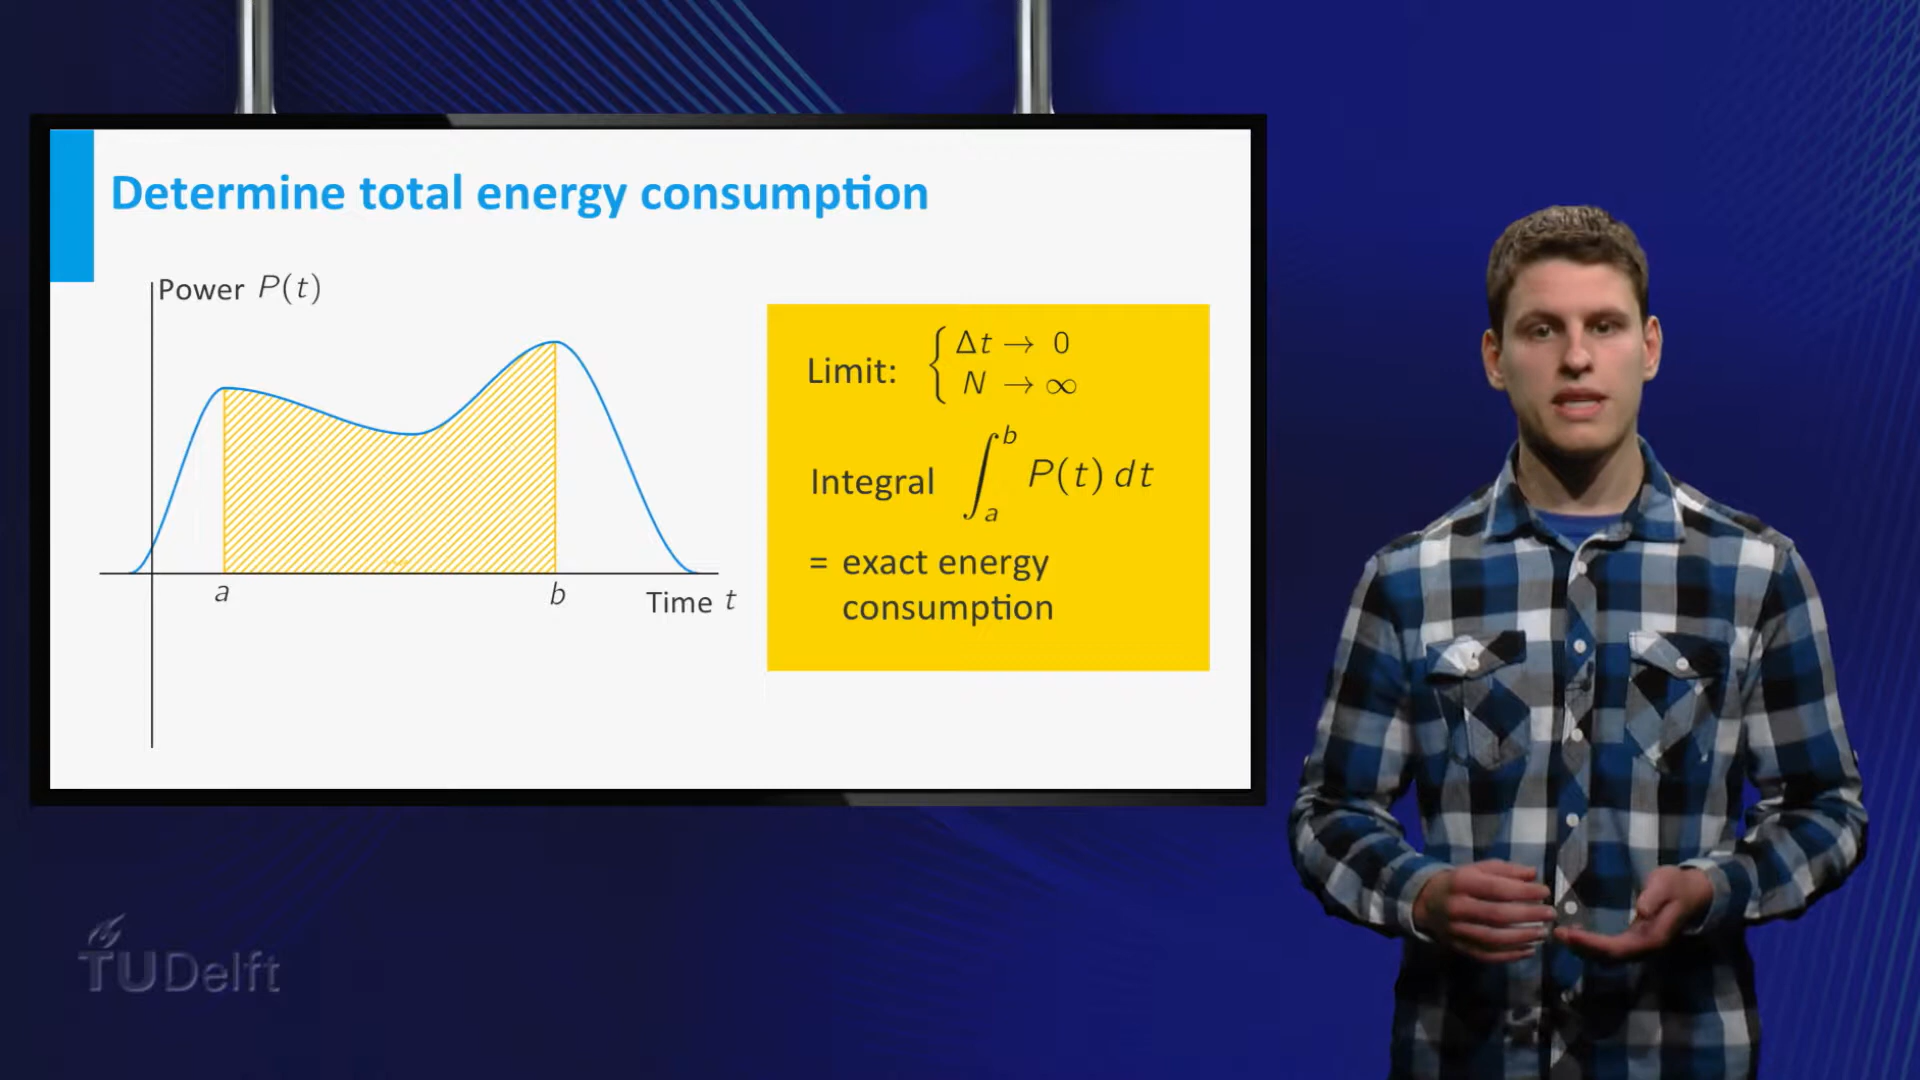 Determine total energy consumption
Power P(t)
a
b
Time t
Limit: { Δt → 0
N → ∞
Integral ∫_a^b P(t) dt
= exact energy
consumption
TUDelft